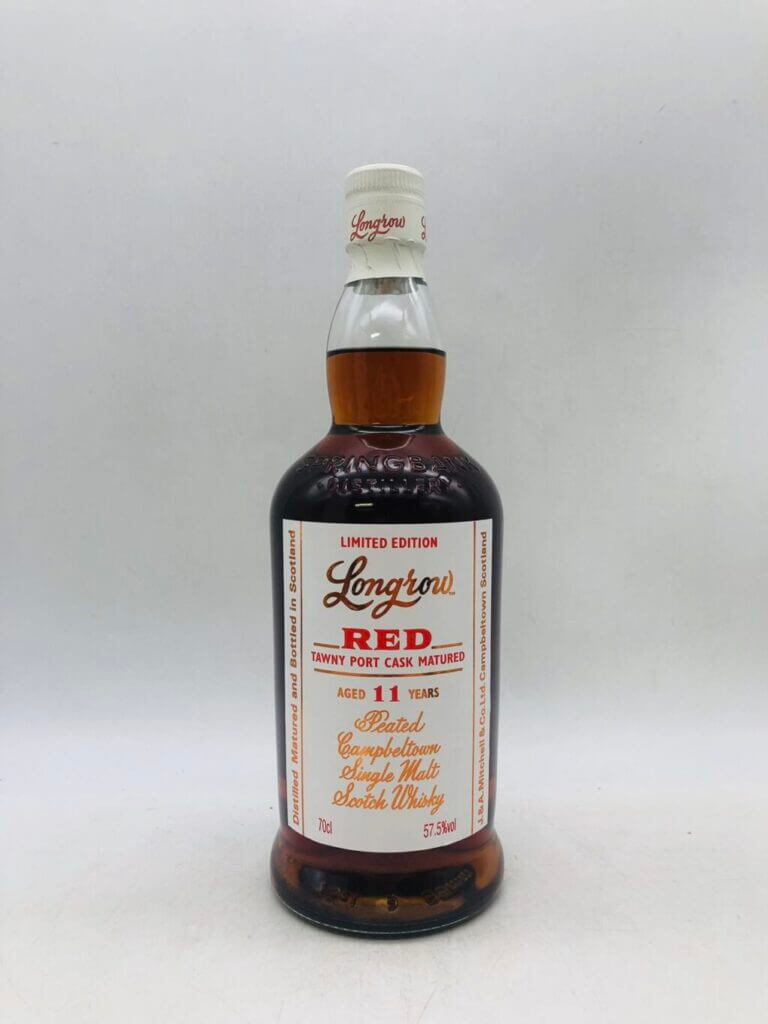 Longrow
SPRINGBANK
DISTILLERY
LIMITED EDITION
Longrow
RED
TAWNY PORT CASK MATURED
AGED 11 YEARS
Peated
Campbeltown
Single Malt
Scotch Whisky
70cl
57.5%vol
Distilled Matured and Bottled in Scotland
J.&A.Mitchell & Co.Ltd. Campbeltown Scotland